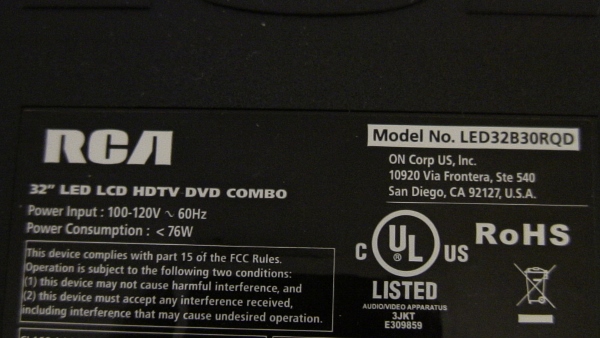 RCA
32" LED LCD HDTV DVD COMBO
Power Input : 100-120V ~ 60Hz
Power Consumption : < 76W
This device complies with part 15 of the FCC Rules.
Operation is subject to the following two conditions:
(1) this device may not cause harmful interference, and
(2) this device must accept any interference received,
including interference that may cause undesired operation.
Model No. LED32B30RQD
ON Corp US, Inc.
10920 Via Frontera, Ste 540
San Diego, CA 92127, U.S.A.
C UL US
®
LISTED
AUDIO/VIDEO APPARATUS
3JKT
E309859
RoHS